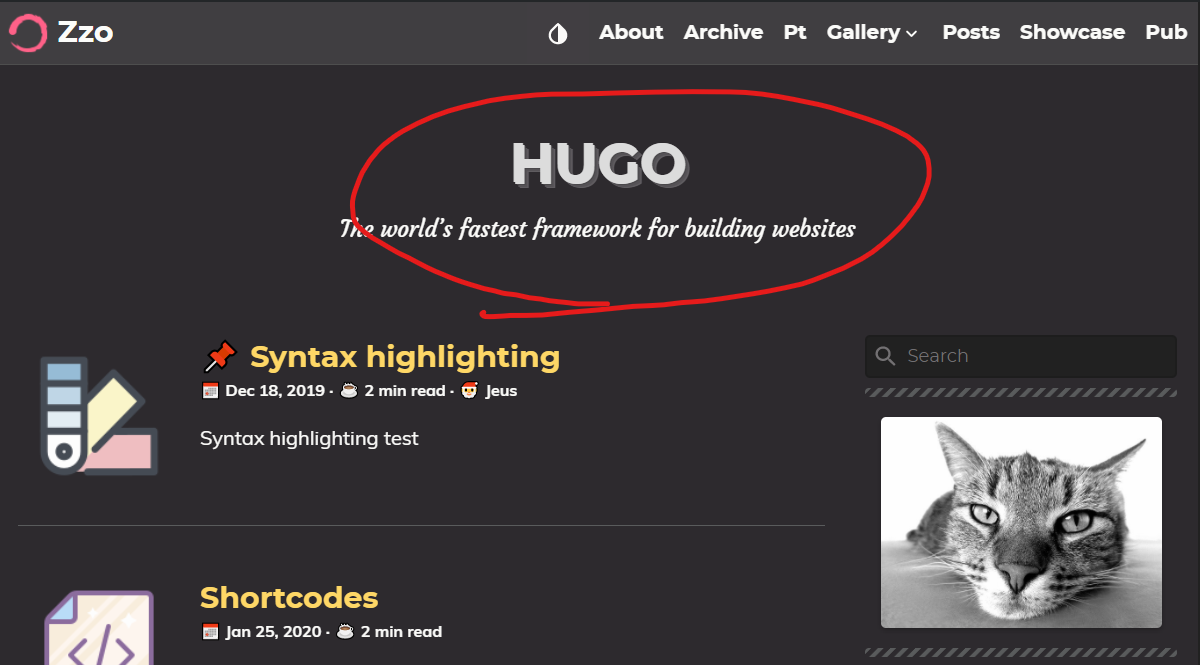 Zzo
About Archive Pt Gallery Posts Showcase Pub
HUGO
The world's fastest framework for building websites
📌 Syntax highlighting
Dec 18, 2019 · ☕ 2 min read · 🎅 Jeus
Syntax highlighting test
Search
Shortcodes
Jan 25, 2020 · ☕ 2 min read